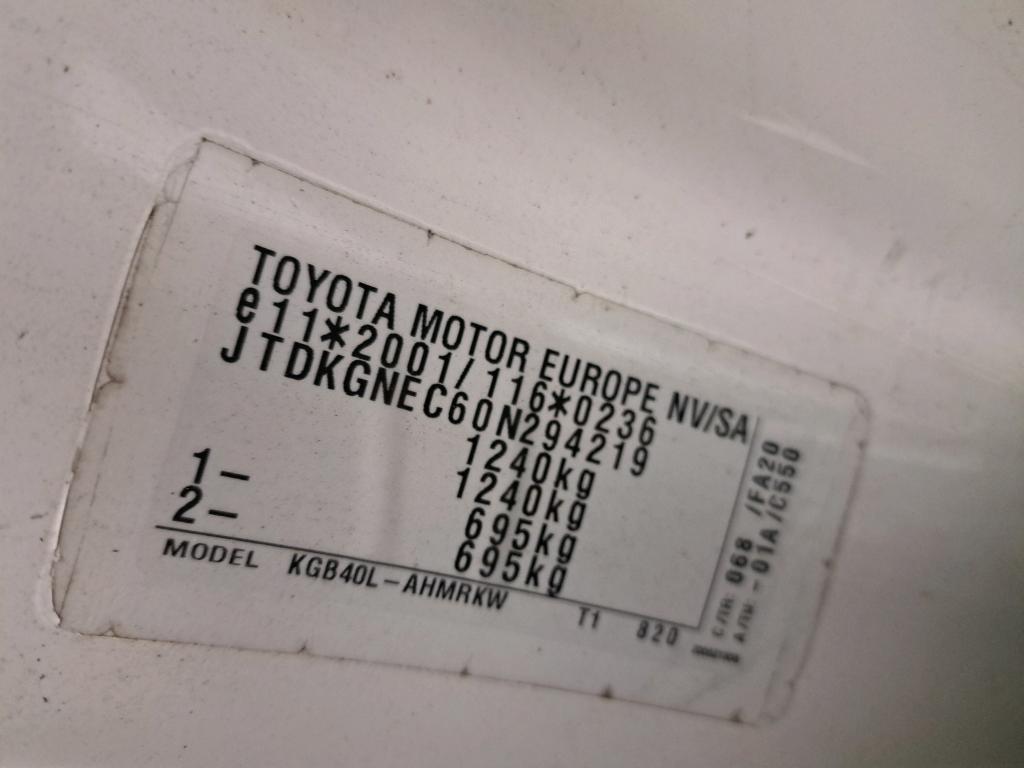 TOYOTA MOTOR EUROPE NV/SA
e11*2001/116*0236
JTDKGNEC60N294219
1240kg
1240kg
1- 695kg
2- 695kg
MODEL KGB40L-AHMRKW T1 820
C/TR: 068 /FA20
A/TM: -01A/C550